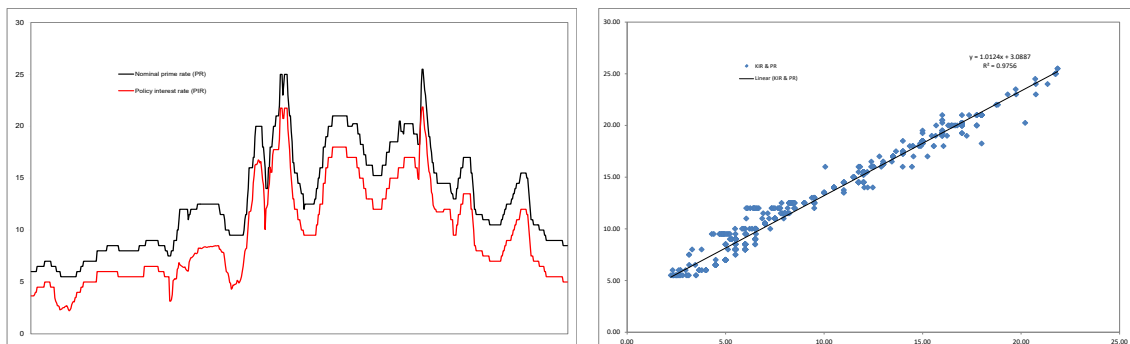 30
25
20
15
10
5
0
Nominal prime rate (PR)
Policy interest rate (PIR)
30.00
25.00
20.00
15.00
10.00
5.00
0.00
0.00 5.00 10.00 15.00 20.00 25.00
KIR & PR
Linear (KIR & PR)
y = 1.0124x + 3.0887
R² = 0.9756